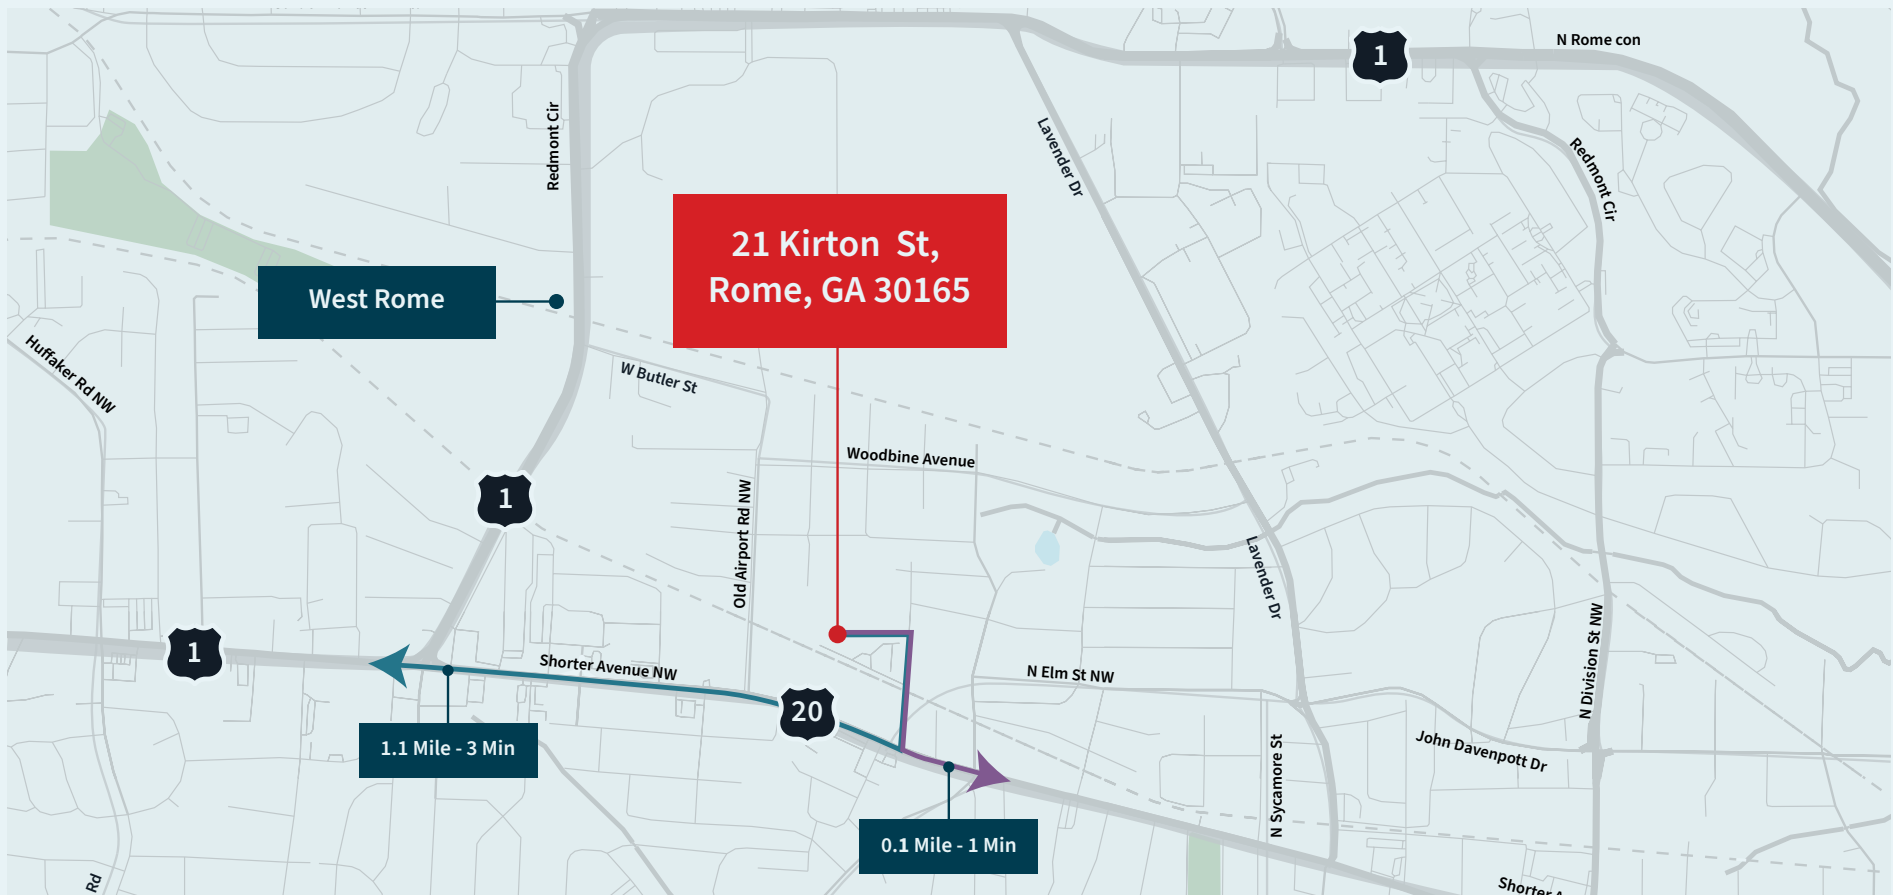 N Rome con
1
Redmont Cir
Lavender Dr
Redmont Cir
21 Kirton St,
Rome, GA 30165
West Rome
Huffaker Rd NW
W Butler St
Woodbine Avenue
1
Old Airport Rd NW
Lavender Dr
N Division St NW
1
Shorter Avenue NW
N Elm St NW
20
1.1 Mile - 3 Min
John Davenpott Dr
N Sycamore St
0.1 Mile - 1 Min
Rd
Shorter A